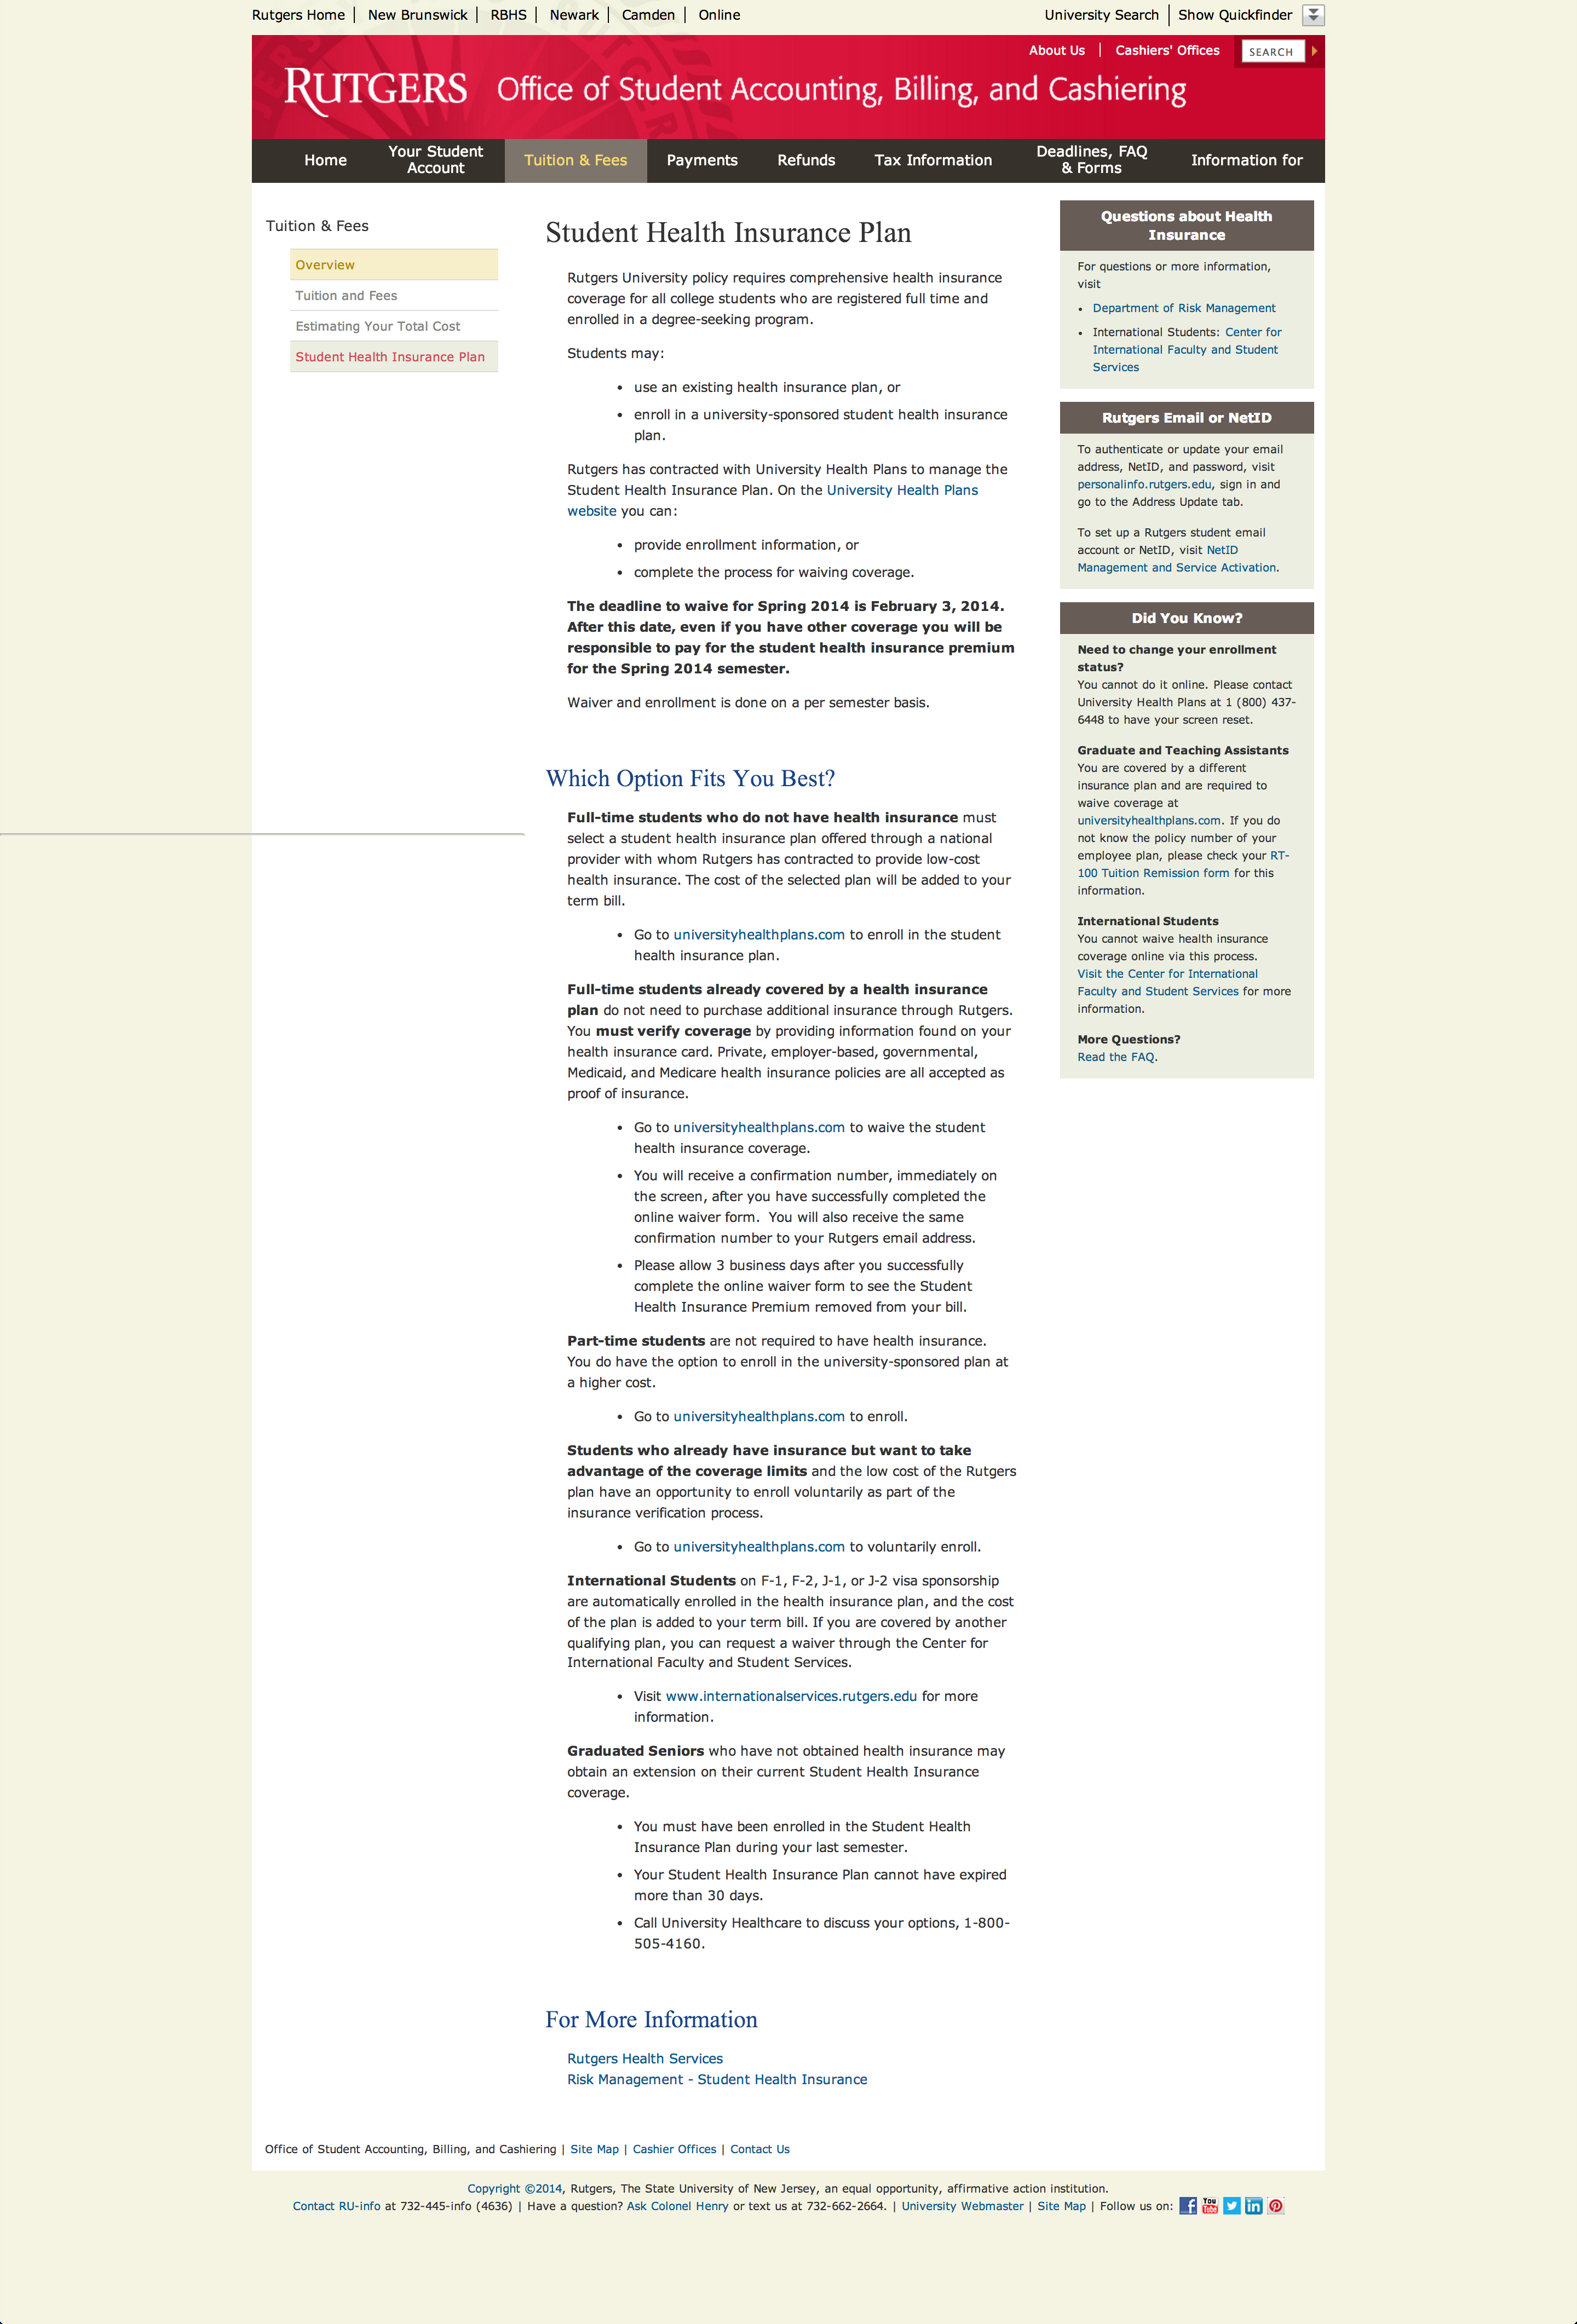 Rutgers Home | New Brunswick | RBHS | Newark | Camden | Online
University Search | Show Quickfinder
About Us | Cashiers' Offices
SEARCH
RUTGERS Office of Student Accounting, Billing, and Cashiering
Home
Your Student
Account
Tuition & Fees
Payments
Refunds
Tax Information
Deadlines, FAQ
& Forms
Information for
Tuition & Fees
Overview
Tuition and Fees
Estimating Your Total Cost
Student Health Insurance Plan
Student Health Insurance Plan
Rutgers University policy requires comprehensive health insurance
coverage for all college students who are registered full time and
enrolled in a degree-seeking program.
Students may:
• use an existing health insurance plan, or
• enroll in a university-sponsored student health insurance
plan.
Rutgers has contracted with University Health Plans to manage the
Student Health Insurance Plan. On the University Health Plans
website you can:
• provide enrollment information, or
• complete the process for waiving coverage.
The deadline to waive for Spring 2014 is February 3, 2014.
After this date, even if you have other coverage you will be
responsible to pay for the student health insurance premium
for the Spring 2014 semester.
Waiver and enrollment is done on a per semester basis.
Which Option Fits You Best?
Full-time students who do not have health insurance must
select a student health insurance plan offered through a national
provider with whom Rutgers has contracted to provide low-cost
health insurance. The cost of the selected plan will be added to your
term bill.
• Go to universityhealthplans.com to enroll in the student
health insurance plan.
Full-time students already covered by a health insurance
plan do not need to purchase additional insurance through Rutgers.
You must verify coverage by providing information found on your
health insurance card. Private, employer-based, governmental,
Medicaid, and Medicare health insurance policies are all accepted as
proof of insurance.
• Go to universityhealthplans.com to waive the student
health insurance coverage.
• You will receive a confirmation number, immediately on
the screen, after you have successfully completed the
online waiver form.  You will also receive the same
confirmation number to your Rutgers email address.
• Please allow 3 business days after you successfully
complete the online waiver form to see the Student
Health Insurance Premium removed from your bill.
Part-time students are not required to have health insurance.
You do have the option to enroll in the university-sponsored plan at
a higher cost.
• Go to universityhealthplans.com to enroll.
Students who already have insurance but want to take
advantage of the coverage limits and the low cost of the Rutgers
plan have an opportunity to enroll voluntarily as part of the
insurance verification process.
• Go to universityhealthplans.com to voluntarily enroll.
International Students on F-1, F-2, J-1, or J-2 visa sponsorship
are automatically enrolled in the health insurance plan, and the cost
of the plan is added to your term bill. If you are covered by another
qualifying plan, you can request a waiver through the Center for
International Faculty and Student Services.
• Visit www.internationalservices.rutgers.edu for more
information.
Graduated Seniors who have not obtained health insurance may
obtain an extension on their current Student Health Insurance
coverage.
• You must have been enrolled in the Student Health
Insurance Plan during your last semester.
• Your Student Health Insurance Plan cannot have expired
more than 30 days.
• Call University Healthcare to discuss your options, 1-800-
505-4160.
For More Information
Rutgers Health Services
Risk Management - Student Health Insurance
Questions about Health
Insurance
For questions or more information,
visit
• Department of Risk Management
• International Students: Center for
International Faculty and Student
Services
Rutgers Email or NetID
To authenticate or update your email
address, NetID, and password, visit
personalinfo.rutgers.edu, sign in and
go to the Address Update tab.
To set up a Rutgers student email
account or NetID, visit NetID
Management and Service Activation.
Did You Know?
Need to change your enrollment
status?
You cannot do it online. Please contact
University Health Plans at 1 (800) 437-
6448 to have your screen reset.
Graduate and Teaching Assistants
You are covered by a different
insurance plan and are required to
waive coverage at
universityhealthplans.com. If you do
not know the policy number of your
employee plan, please check your RT-
100 Tuition Remission form for this
information.
International Students
You cannot waive health insurance
coverage online via this process.
Visit the Center for International
Faculty and Student Services for more
information.
More Questions?
Read the FAQ.
Office of Student Accounting, Billing, and Cashiering | Site Map | Cashier Offices | Contact Us
Copyright ©2014, Rutgers, The State University of New Jersey, an equal opportunity, affirmative action institution.
Contact RU-info at 732-445-info (4636) | Have a question? Ask Colonel Henry or text us at 732-662-2664. | University Webmaster | Site Map | Follow us on: